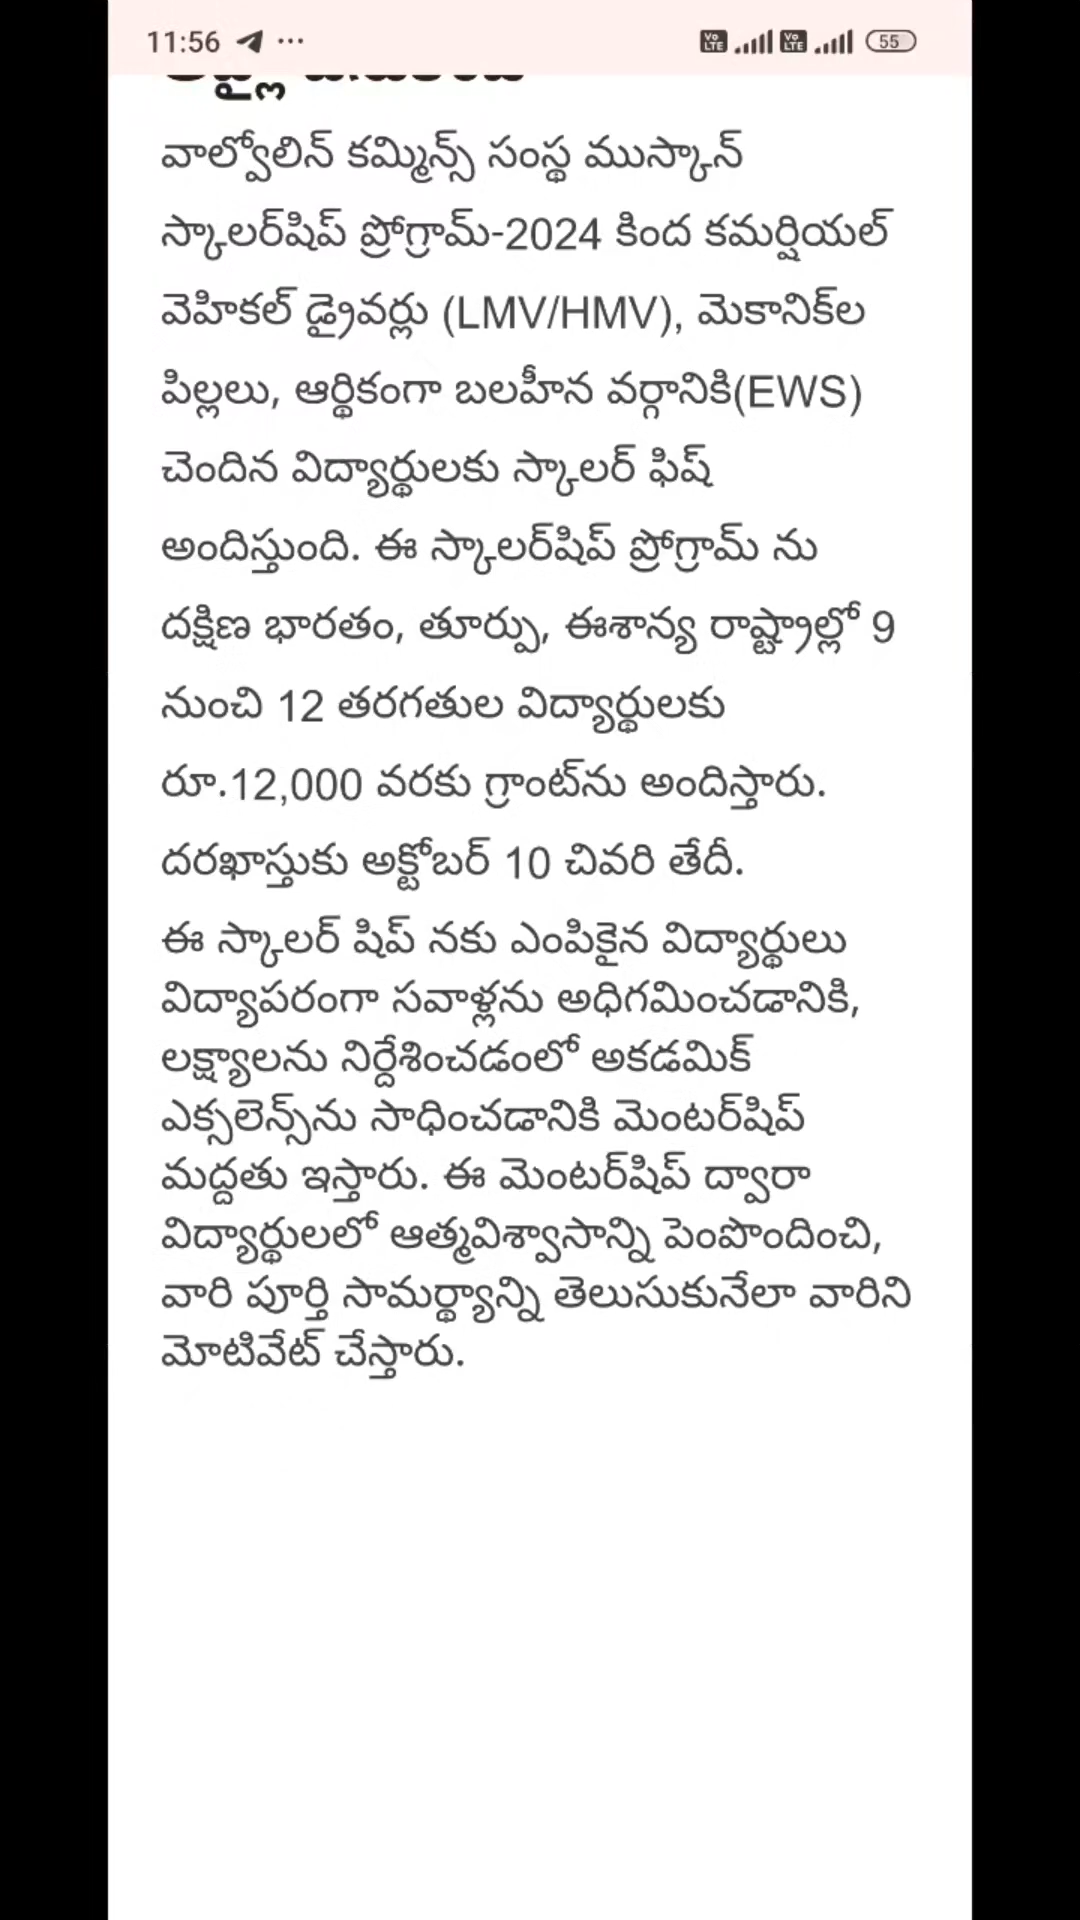 11:56
55
వాల్వోలిన్ కమ్మిన్స్ సంస్థ ముస్కాన్
స్కాలర్‌షిప్ ప్రోగ్రామ్-2024 కింద కమర్షియల్
వెహికల్ డ్రైవర్లు (LMV/HMV), మెకానిక్‌ల
పిల్లలు, ఆర్థికంగా బలహీన వర్గానికి(EWS)
చెందిన విద్యార్థులకు స్కాలర్ ఫిష్
అందిస్తుంది. ఈ స్కాలర్‌షిప్ ప్రోగ్రామ్ ను
దక్షిణ భారతం, తూర్పు, ఈశాన్య రాష్ట్రాల్లో 9
నుంచి 12 తరగతుల విద్యార్థులకు
రూ.12,000 వరకు గ్రాంట్‌ను అందిస్తారు.
దరఖాస్తుకు అక్టోబర్ 10 చివరి తేదీ.
ఈ స్కాలర్ షిప్ నకు ఎంపికైన విద్యార్థులు
విద్యాపరంగా సవాళ్లను అధిగమించడానికి,
లక్ష్యాలను నిర్దేశించడంలో అకడమిక్
ఎక్సలెన్స్‌ను సాధించడానికి మెంటర్‌షిప్
మద్దతు ఇస్తారు. ఈ మెంటర్‌షిప్ ద్వారా
విద్యార్థులలో ఆత్మవిశ్వాసాన్ని పెంపొందించి,
వారి పూర్తి సామర్థ్యాన్ని తెలుసుకునేలా వారిని
మోటివేట్ చేస్తారు.